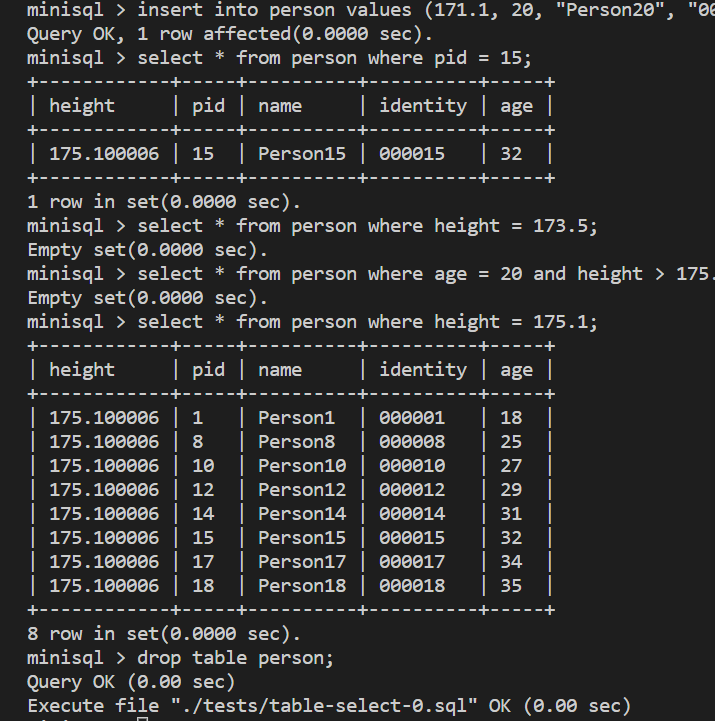 minisql > insert into person values (171.1, 20, "Person20", "00
Query OK, 1 row affected(0.0000 sec).
minisql > select * from person where pid = 15;
+------------+-----+----------+----------+-----+
| height     | pid | name     | identity | age |
+------------+-----+----------+----------+-----+
| 175.100006 | 15  | Person15 | 000015   | 32  |
+------------+-----+----------+----------+-----+
1 row in set(0.0000 sec).
minisql > select * from person where height = 173.5;
Empty set(0.0000 sec).
minisql > select * from person where age = 20 and height > 175.
Empty set(0.0000 sec).
minisql > select * from person where height = 175.1;
+------------+-----+----------+----------+-----+
| height     | pid | name     | identity | age |
+------------+-----+----------+----------+-----+
| 175.100006 | 1   | Person1  | 000001   | 18  |
| 175.100006 | 8   | Person8  | 000008   | 25  |
| 175.100006 | 10  | Person10 | 000010   | 27  |
| 175.100006 | 12  | Person12 | 000012   | 29  |
| 175.100006 | 14  | Person14 | 000014   | 31  |
| 175.100006 | 15  | Person15 | 000015   | 32  |
| 175.100006 | 17  | Person17 | 000017   | 34  |
| 175.100006 | 18  | Person18 | 000018   | 35  |
+------------+-----+----------+----------+-----+
8 row in set(0.0000 sec).
minisql > drop table person;
Query OK (0.00 sec)
Execute file "./tests/table-select-0.sql" OK (0.00 sec)